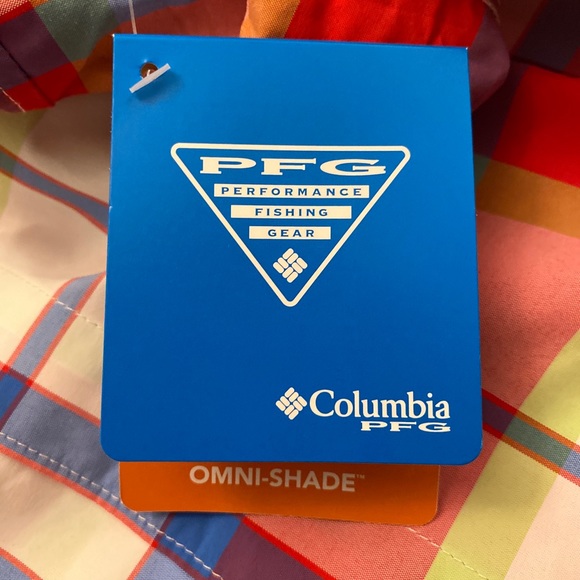 PFG
PERFORMANCE
FISHING
GEAR
Columbia
PFG
OMNI-SHADE™